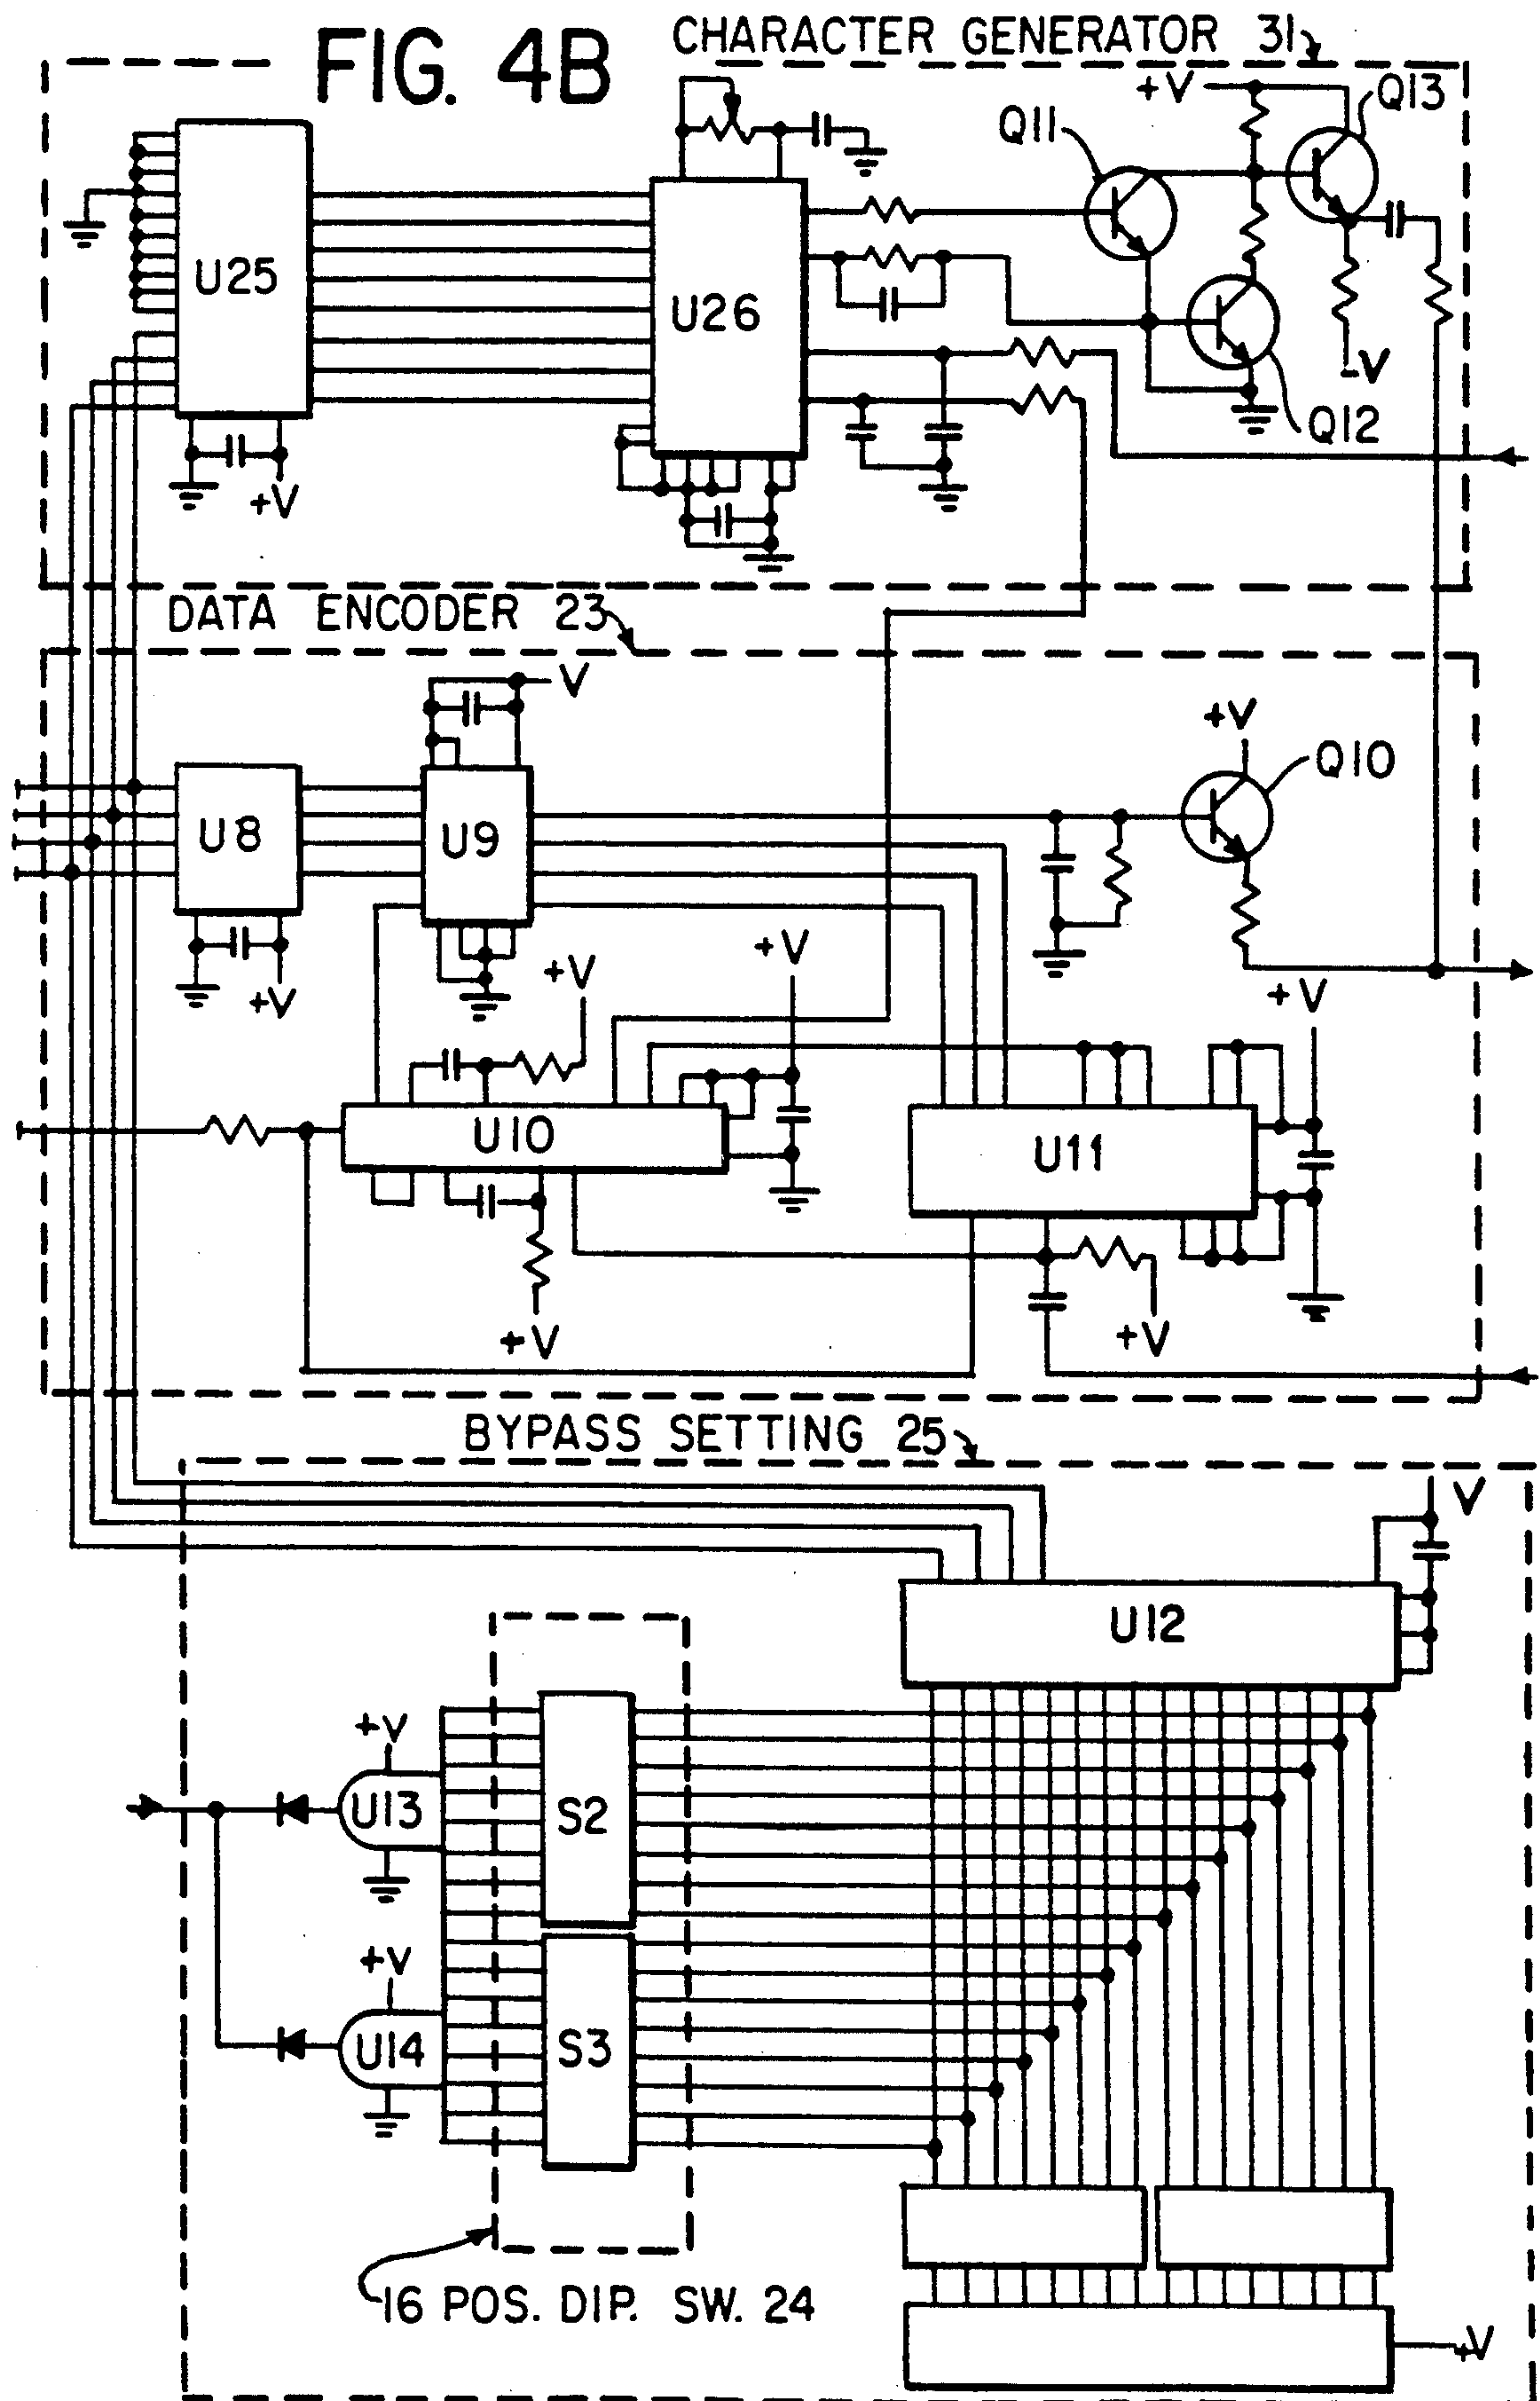 FIG. 4B
CHARACTER GENERATOR 31
+V
Q13
Q11
U25
U26
-V
Q12
+V
DATA ENCODER 23
V
+V
Q10
U8
U9
+V
+V
+V
+V
U10
U11
+V
+V
BYPASS SETTING 25
V
U12
+V
U13
S2
+V
U14
S3
16 POS. DIP. SW. 24
+V